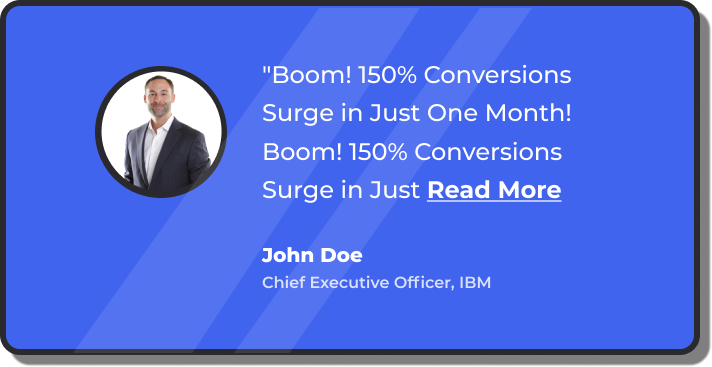 "Boom! 150% Conversions
Surge in Just One Month!
Boom! 150% Conversions
Surge in Just Read More
John Doe
Chief Executive Officer, IBM